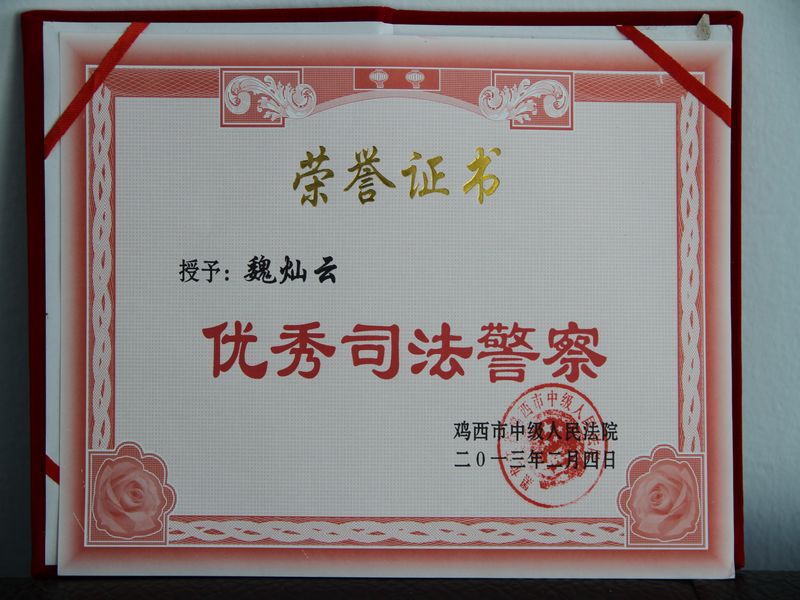 荣誉证书
授予：魏灿云
优秀司法警察
鸡西市中级人民法院
二0一三年二月四日